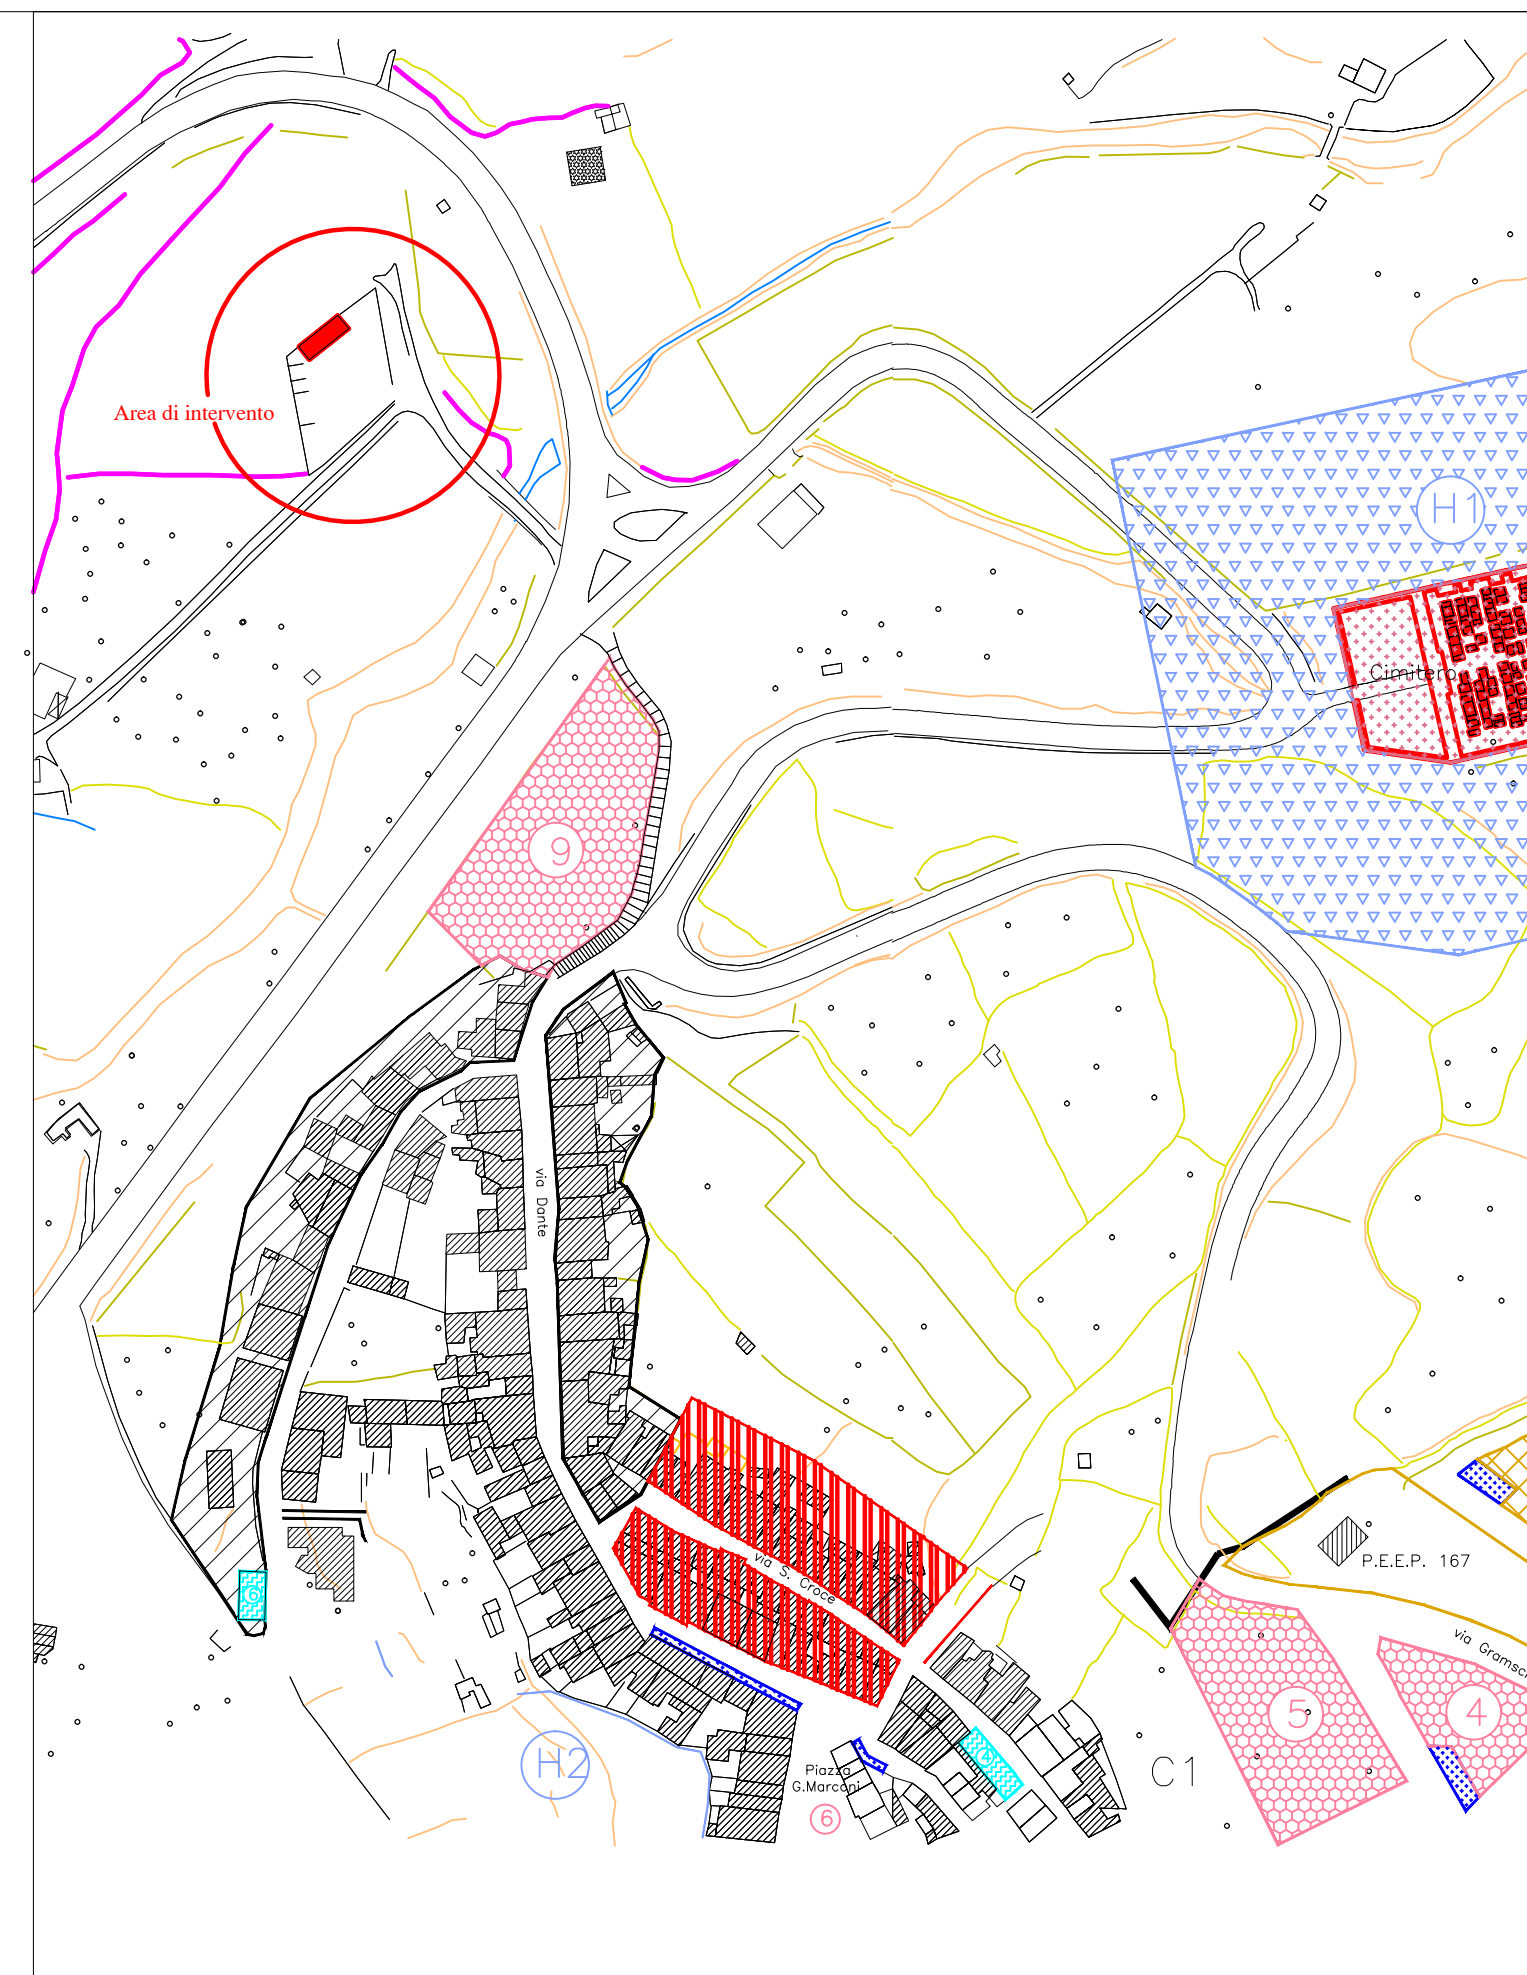 Area di intervento
H1
Cimitero
9
via Dante
P.E.E.P. 167
via S. Croce
via Gramsc
6
5
4
H2
C1
Piazza
G.Marconi
6